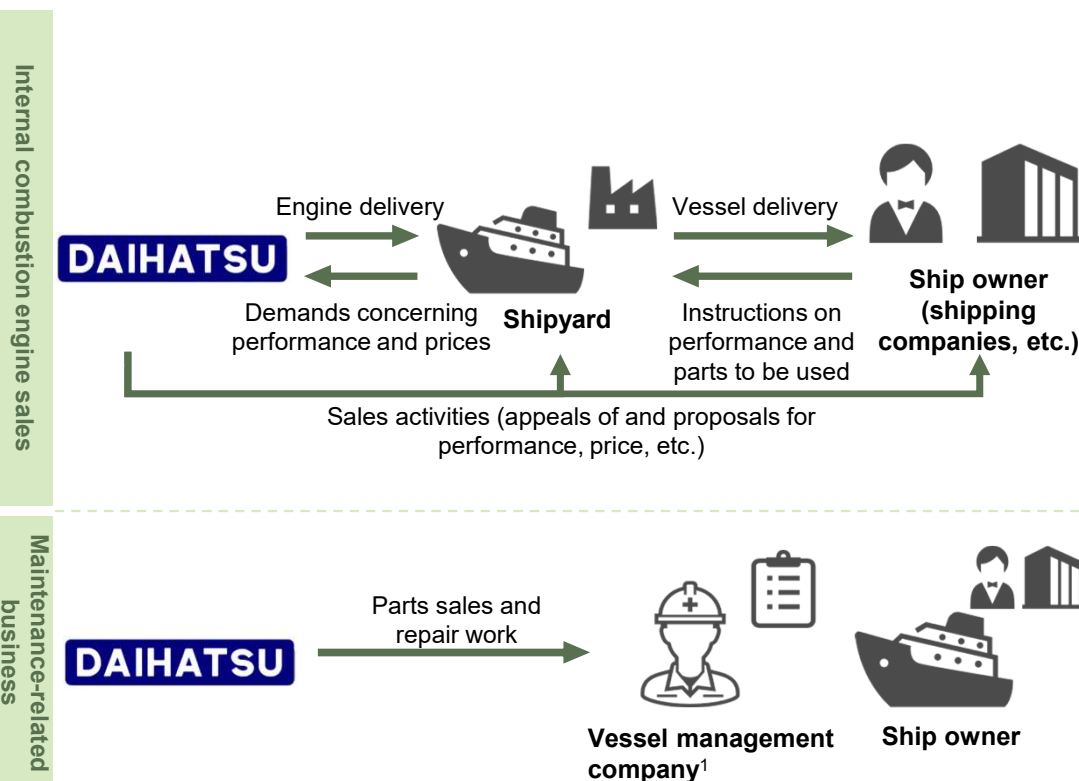 Internal combustion engine sales
Engine delivery
Vessel delivery
DAIHATSU
Demands concerning
performance and prices
Shipyard
Instructions on
performance and
parts to be used
Ship owner
(shipping
companies, etc.)
Sales activities (appeals of and proposals for
performance, price, etc.)
Maintenance-related
business
Parts sales and
repair work
DAIHATSU
Vessel management
company¹
Ship owner